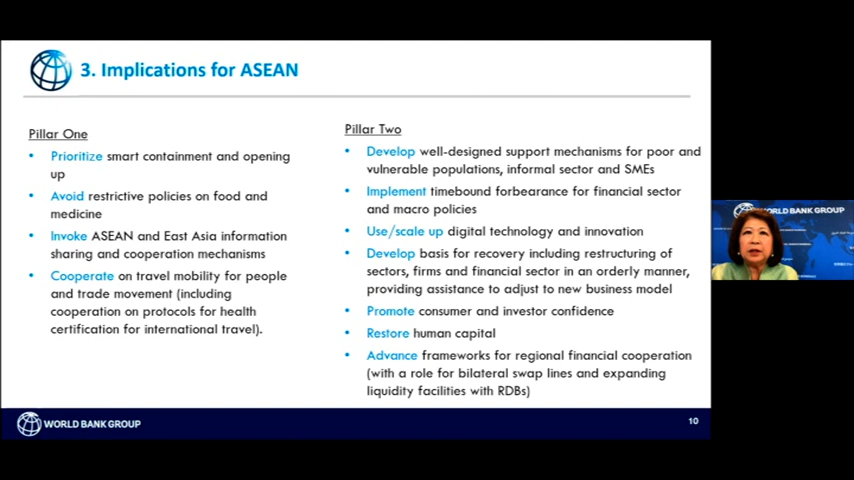 3. Implications for ASEAN
Pillar One
• Prioritize smart containment and opening
up
• Avoid restrictive policies on food and
medicine
• Invoke ASEAN and East Asia information
sharing and cooperation mechanisms
• Cooperate on travel mobility for people
and trade movement (including
cooperation on protocols for health
certification for international travel).
Pillar Two
• Develop well-designed support mechanisms for poor and
vulnerable populations, informal sector and SMEs
• Implement timebound forbearance for financial sector
and macro policies
• Use/scale up digital technology and innovation
• Develop basis for recovery including restructuring of
sectors, firms and financial sector in an orderly manner,
providing assistance to adjust to new business model
• Promote consumer and investor confidence
• Restore human capital
• Advance frameworks for regional financial cooperation
(with a role for bilateral swap lines and expanding
liquidity facilities with RDBs)
WORLD BANK GROUP
10
WORLD BANK GROUP